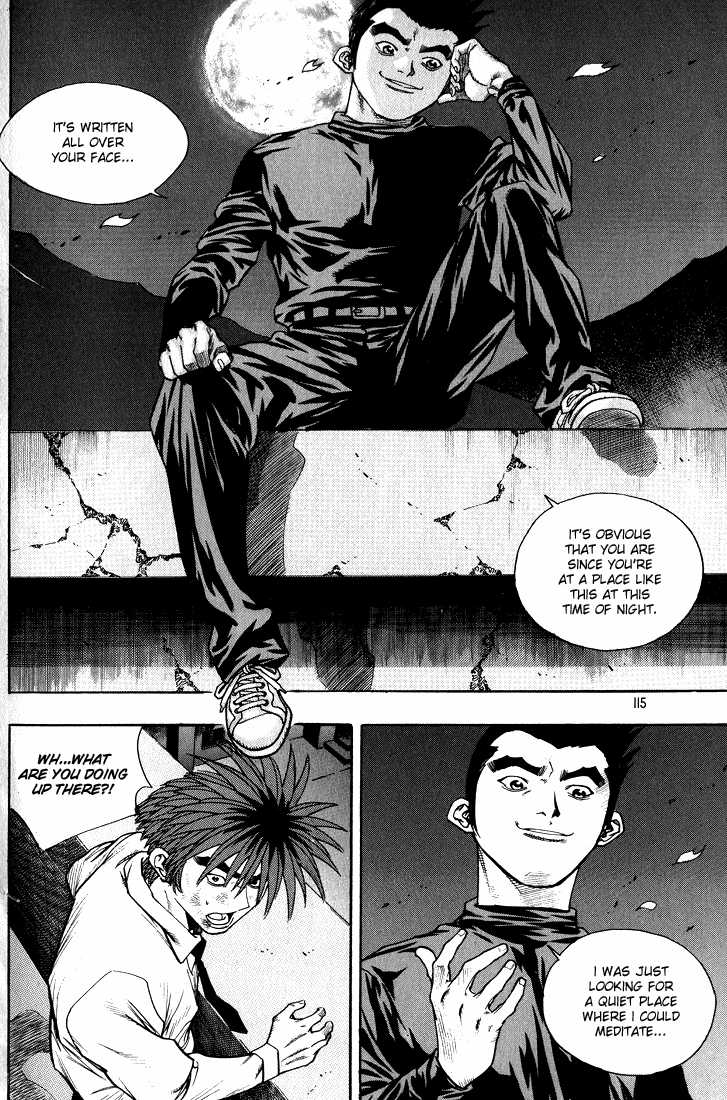 IT'S WRITTEN
ALL OVER
YOUR FACE...
IT'S OBVIOUS
THAT YOU ARE
SINCE YOU'RE
AT A PLACE LIKE
THIS AT THIS
TIME OF NIGHT.
115
WH...WHAT
ARE YOU DOING
UP THERE?!
I WAS JUST
LOOKING FOR
A QUIET PLACE
WHERE I COULD
MEDITATE...